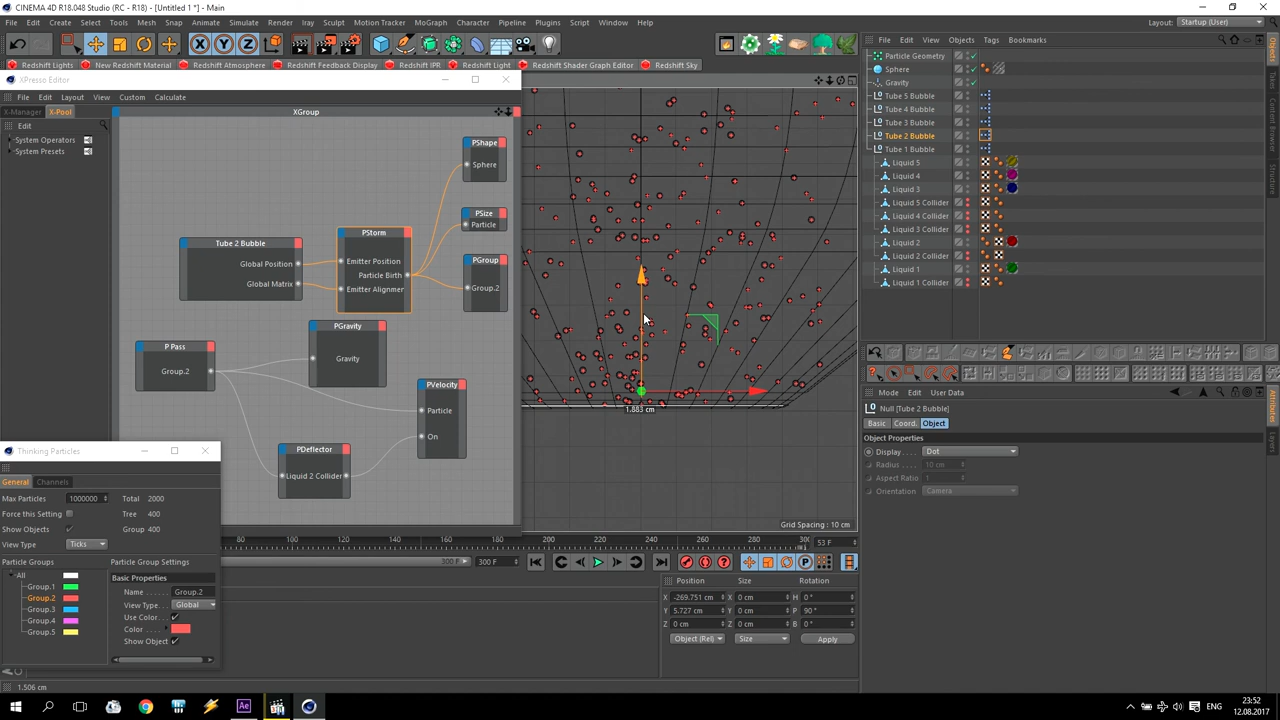 CINEMA 4D R18.048 Studio (RC - R18) - [Untitled 1 *] - Main
File Edit Create Select Tools Mesh Snap Animate Simulate Render Iray Script Motion Tracker MoGraph Character Pipeline Plugins Script Window Help
Layout: Startup (User)
File Edit View Objects Tags Bookmarks
Redshift Lights Redshift Objects New Redshift Material Redshift Atmosphere Redshift Feedback Display Redshift IPR Redshift Light Redshift Shader Graph Editor Redshift Sky
XPresso Editor
File Edit Layout View Custom Calculate
X-Manager X-Pool
Edit
System Operators
System Presets
XGroup
PShape
Sphere
PSize
Particle
PStorm
Emitter Position
Particle Birth
Emitter Alignmen
PGroup
Group.2
Tube 2 Bubble
Global Position
Global Matrix
PGravity
Gravity
P Pass
Group.2
PVelocity
Particle
On
PDeflector
Liquid 2 Collider
Particle Geometry
Sphere
Gravity
Tube 5 Bubble
Tube 4 Bubble
Tube 3 Bubble
Tube 2 Bubble
Tube 1 Bubble
Liquid 5
Liquid 4
Liquid 3
Liquid 5 Collider
Liquid 4 Collider
Liquid 3 Collider
Liquid 2
Liquid 2 Collider
Liquid 1
Liquid 1 Collider
Objects
Content Browser
Structure
1.883 cm
Grid Spacing : 10 cm
Mode Edit User Data
Null [Tube 2 Bubble]
Basic Coord. Object
Object Properties
Display . . Dot
Radius . . . 10 cm
Aspect Ratio 1
Orientation . Camera
Attributes
Layers
Thinking Particles
General Channels
Max Particles 1000000 Total 2000
Force this Setting Tree 400
Show Objects Group 400
View Type Ticks
Particle Groups Particle Group Settings
All
Group.1
Group.2
Group.3
Group.4
Group.5
Basic Properties
Name . . . . . . Group.2
View Type . Global
Use Color . .
Color . . . .
Show Object
80 100 120 140 160 180 200 220 240 260 280 300 53 F
300 F 300 F
Position Size Rotation
X -269.751 cm X 0 cm H 0 °
Y 5.727 cm Y 0 cm P 90 °
Z 0 cm Z 0 cm B 0 °
Object (Rel) Size Apply
1.506 cm
Ae
ENG
23:52
12.08.2017